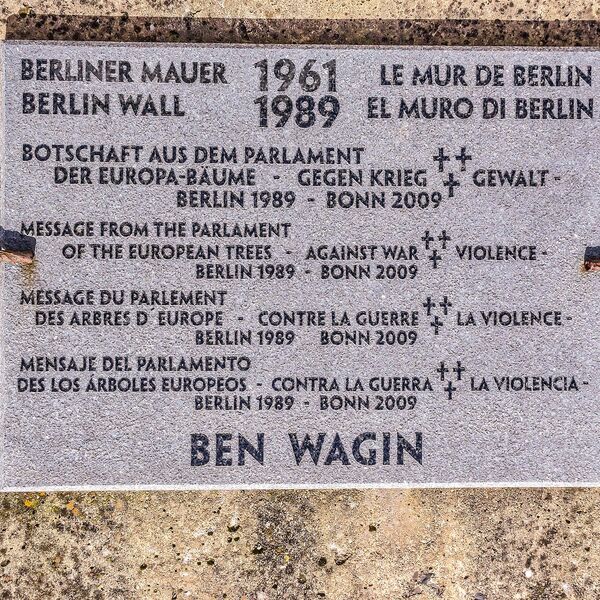 BERLINER MAUER 1961 LE MUR DE BERLIN
BERLIN WALL 1989 EL MURO DI BERLIN
BOTSCHAFT AUS DEM PARLAMENT
DER EUROPA-BÄUME - GEGEN KRIEG ✝✝✝ GEWALT -
BERLIN 1989 - BONN 2009
MESSAGE FROM THE PARLAMENT
OF THE EUROPEAN TREES - AGAINST WAR ✝✝✝ VIOLENCE -
BERLIN 1989 - BONN 2009
MESSAGE DU PARLEMENT
DES ARBRES D' EUROPE - CONTRE LA GUERRE ✝✝✝ LA VIOLENCE -
BERLIN 1989 BONN 2009
MENSAJE DEL PARLAMENTO
DES LOS ÁRBOLES EUROPEOS - CONTRA LA GUERRA ✝✝✝ LA VIOLENCIA -
BERLIN 1989 - BONN 2009
BEN WAGIN